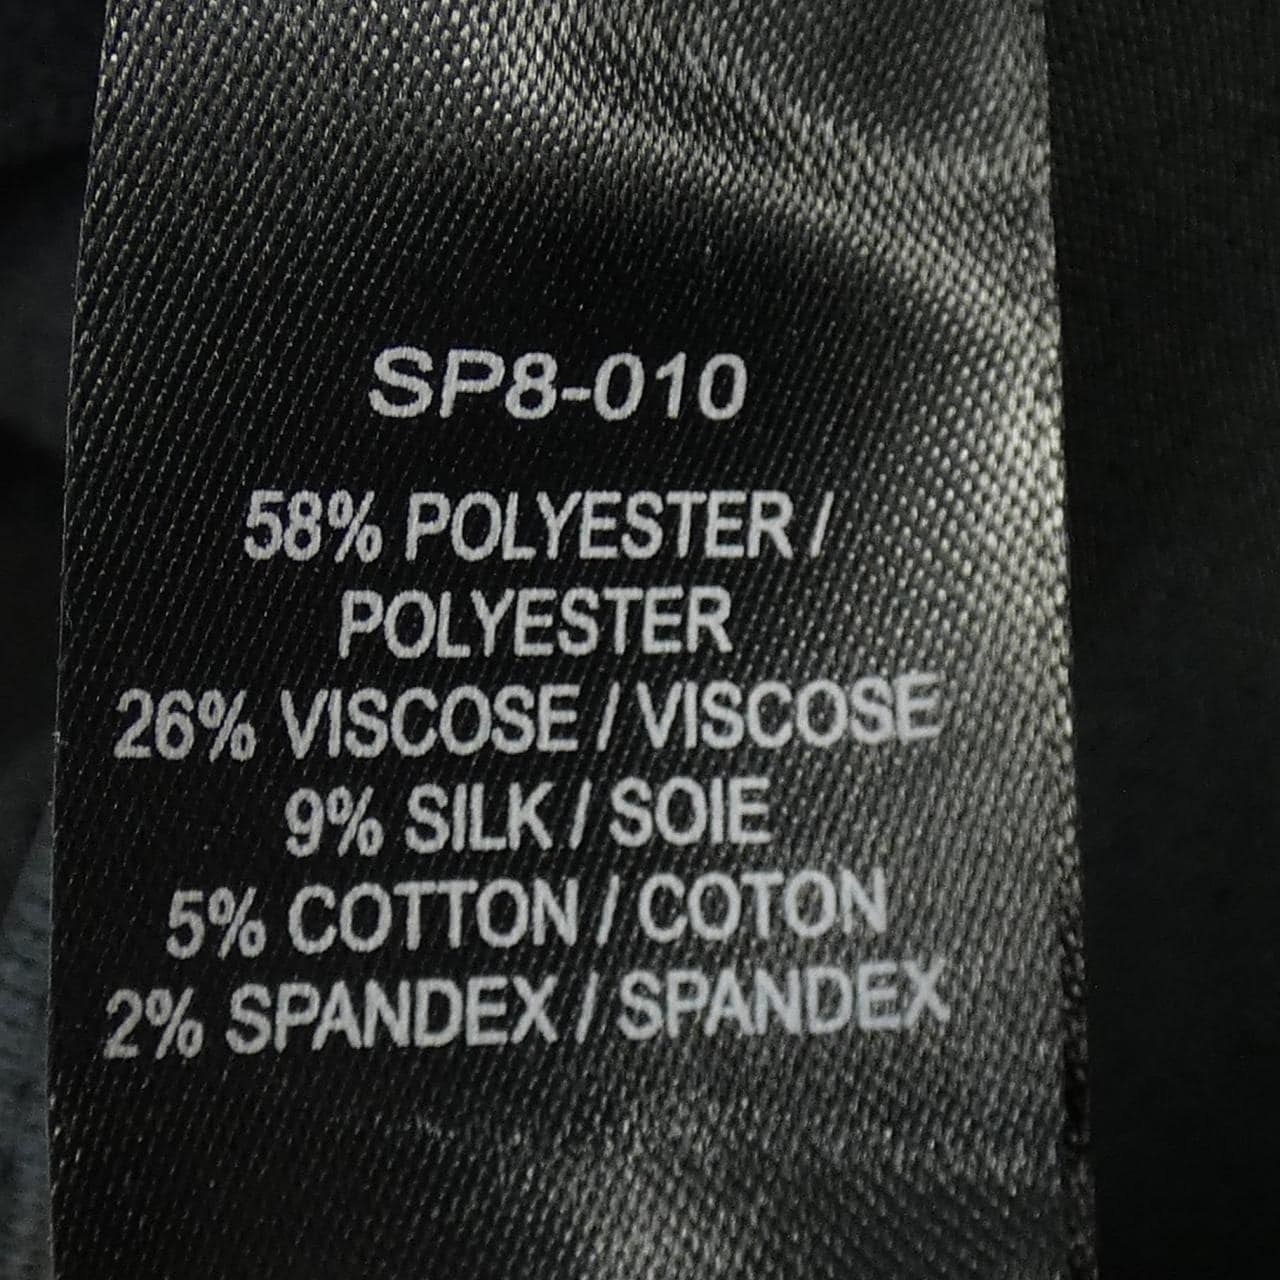 SP8-010
58% POLYESTER /
POLYESTER
26% VISCOSE / VISCOSE
9% SILK / SOIE
5% COTTON / COTON
2% SPANDEX / SPANDEX